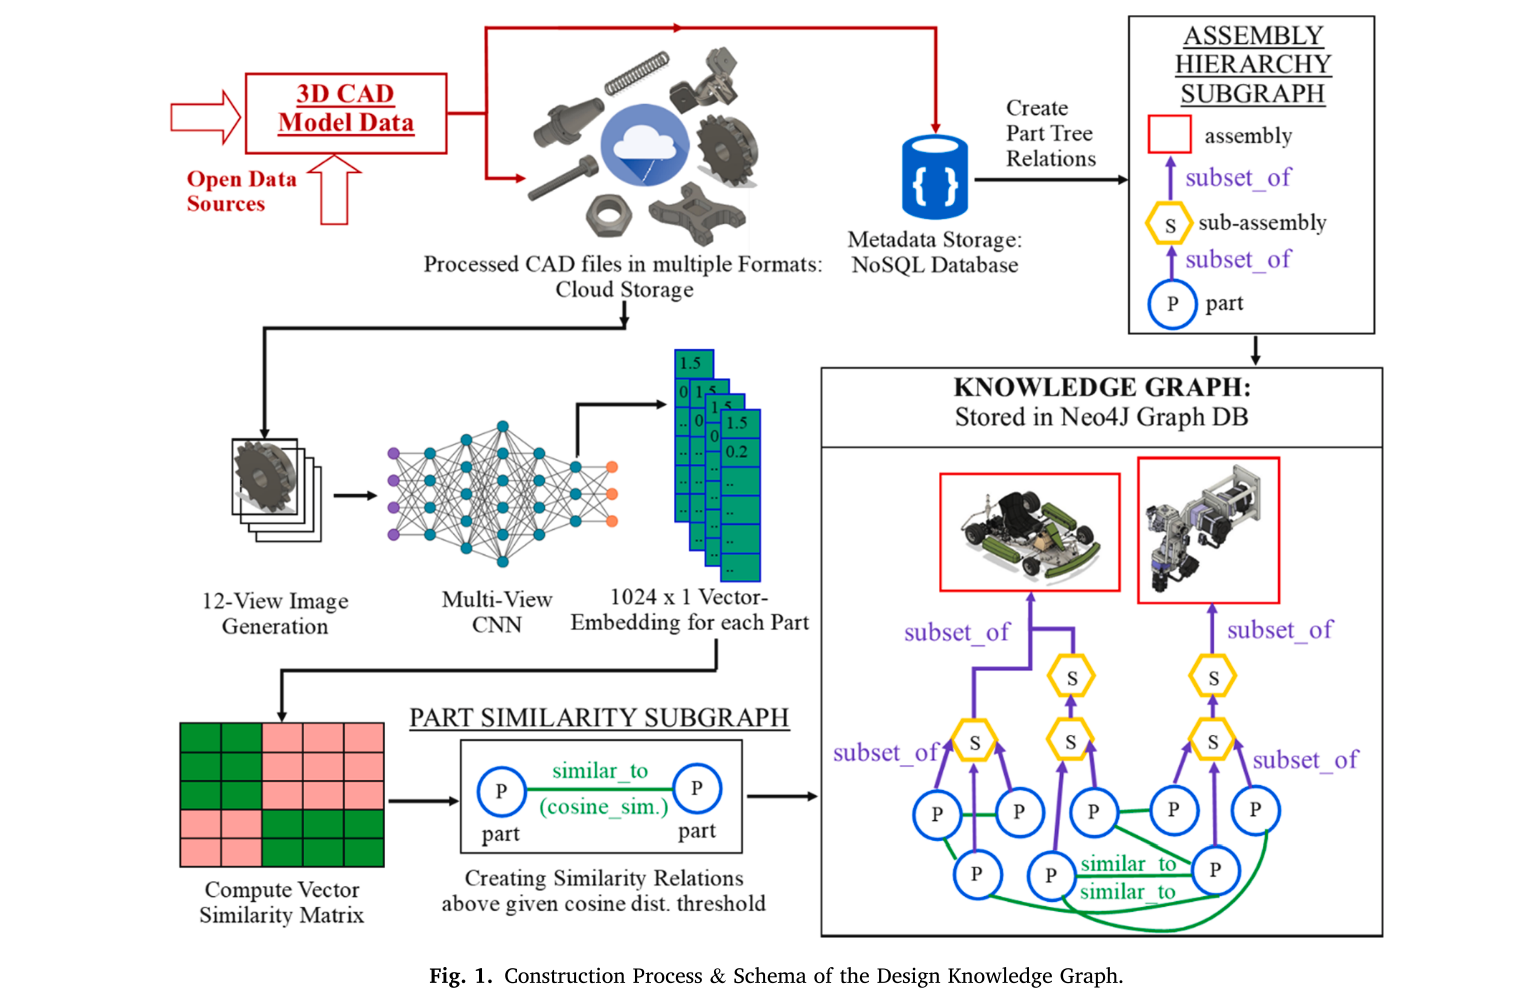 3D CAD
Model Data
Open Data
Sources
Processed CAD files in multiple Formats:
Cloud Storage
{ }
Metadata Storage:
NoSQL Database
Create
Part Tree
Relations
ASSEMBLY
HIERARCHY
SUBGRAPH
assembly
subset_of
S
sub-assembly
subset_of
P
part
12-View Image
Generation
Multi-View
CNN
1.5
0
..
..
..
1.5
0
..
..
..
1.5
0
..
..
..
1.5
0.2
..
..
..
..
1024 x 1 Vector-
Embedding for each Part
Compute Vector
Similarity Matrix
PART SIMILARITY SUBGRAPH
P
similar_to
(cosine_sim.)
P
part
part
Creating Similarity Relations
above given cosine dist. threshold
KNOWLEDGE GRAPH:
Stored in Neo4J Graph DB
subset_of
subset_of
S
S
subset_of
S
S
S
subset_of
P
P
P
P
P
P
P
P
similar_to
similar_to
Fig. 1. Construction Process & Schema of the Design Knowledge Graph.